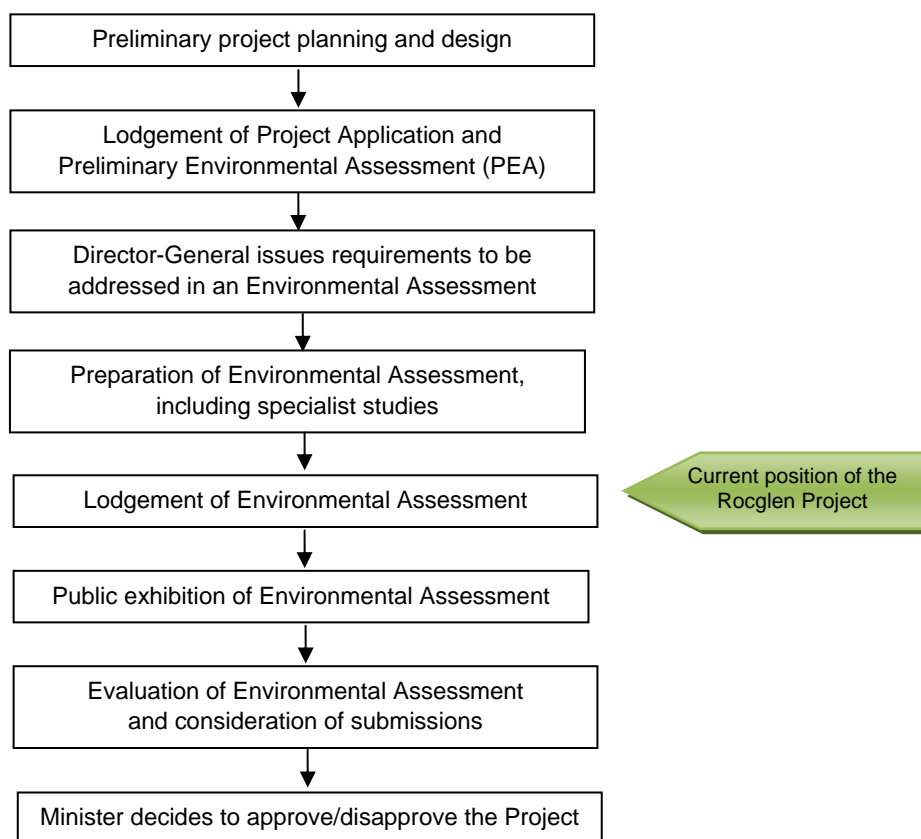 Preliminary project planning and design
Lodgement of Project Application and
Preliminary Environmental Assessment (PEA)
Director-General issues requirements to be
addressed in an Environmental Assessment
Preparation of Environmental Assessment,
including specialist studies
Lodgement of Environmental Assessment
Current position of the
Rocglen Project
Public exhibition of Environmental Assessment
Evaluation of Environmental Assessment
and consideration of submissions
Minister decides to approve/disapprove the Project